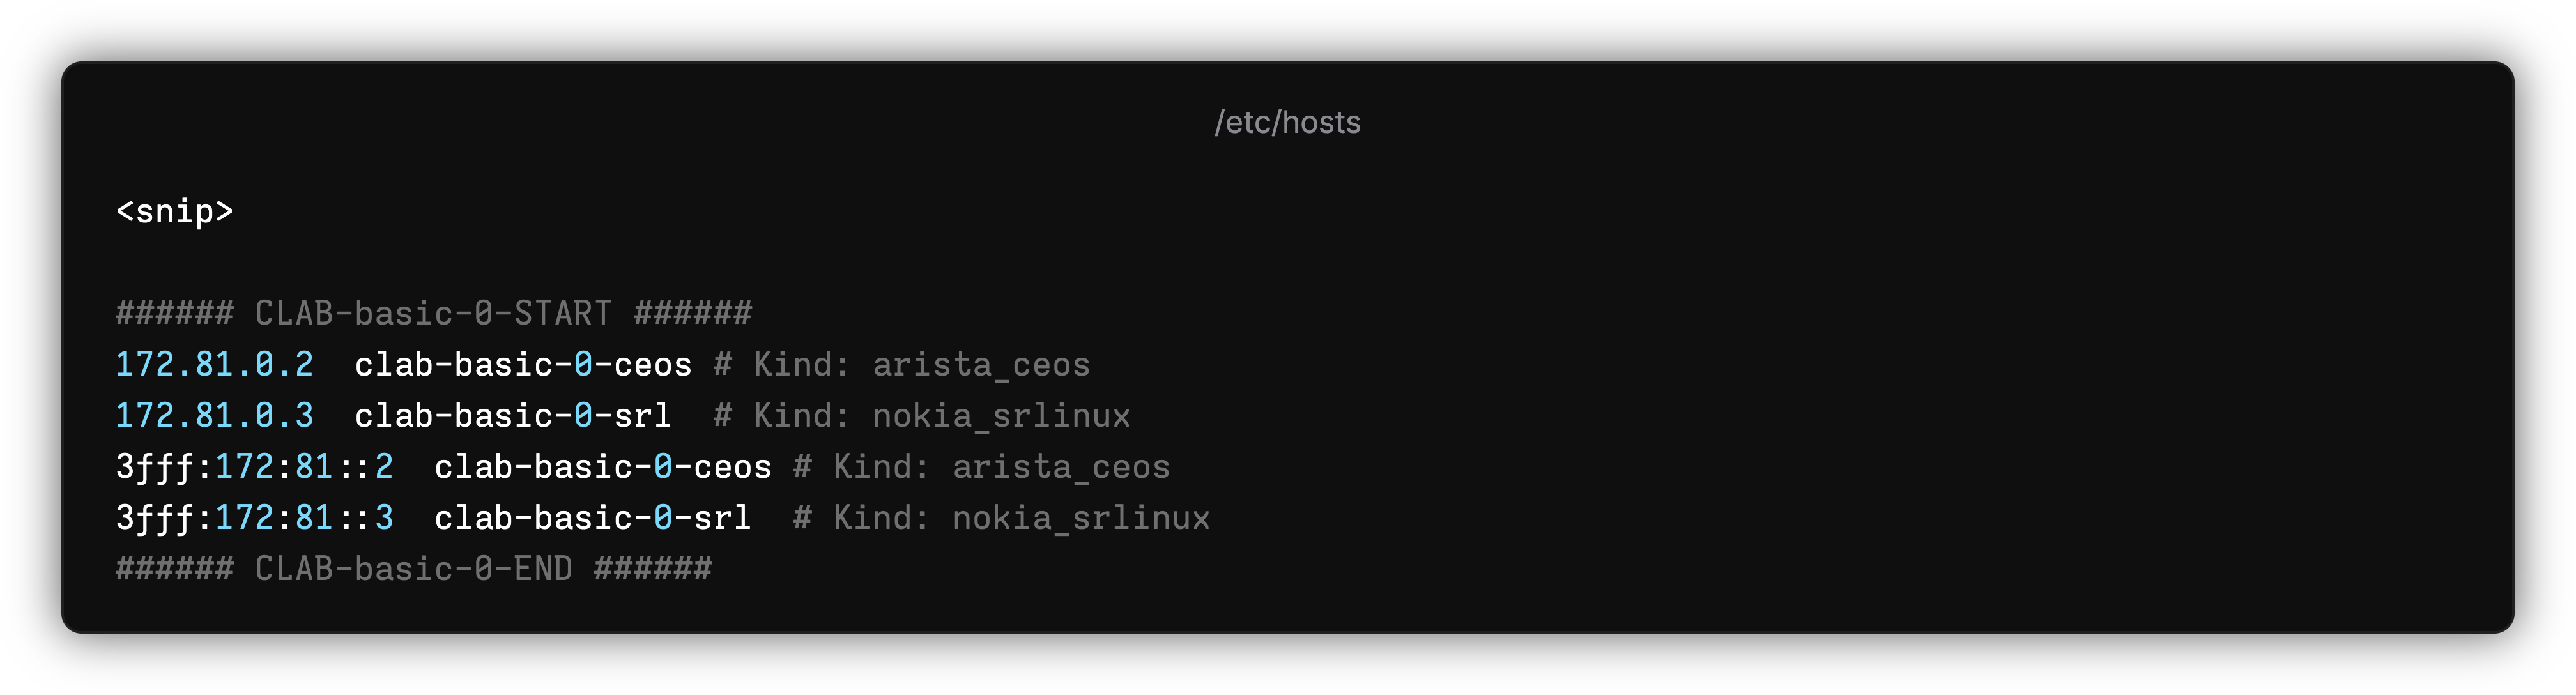 /etc/hosts
<snip>
###### CLAB-basic-0-START ######
172.81.0.2  clab-basic-0-ceos # Kind: arista_ceos
172.81.0.3  clab-basic-0-srl  # Kind: nokia_srlinux
3fff:172:81::2  clab-basic-0-ceos # Kind: arista_ceos
3fff:172:81::3  clab-basic-0-srl  # Kind: nokia_srlinux
###### CLAB-basic-0-END ######